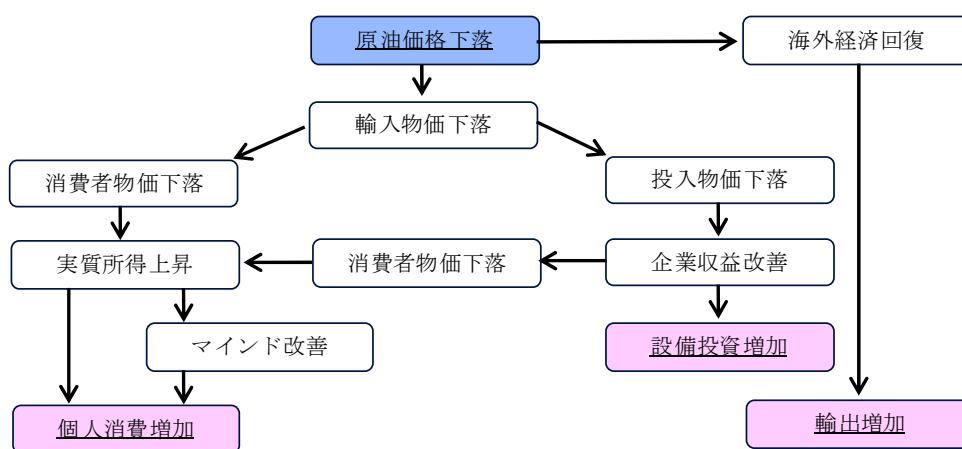 原油価格下落
海外経済回復
輸入物価下落
消費者物価下落
投入物価下落
実質所得上昇
消費者物価下落
企業収益改善
マインド改善
設備投資増加
個人消費増加
輸出増加